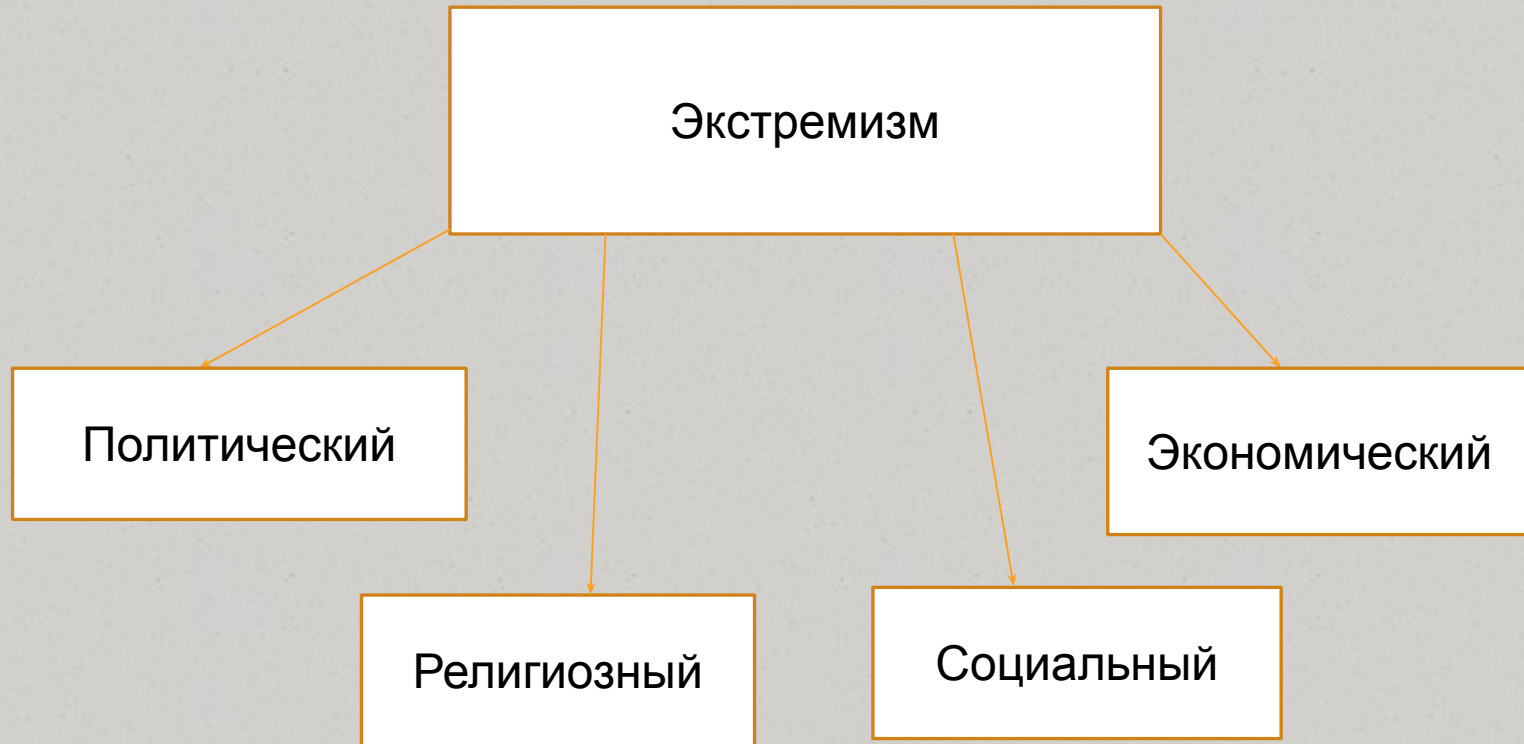 Экстремизм
Политический
Экономический
Религиозный
Социальный